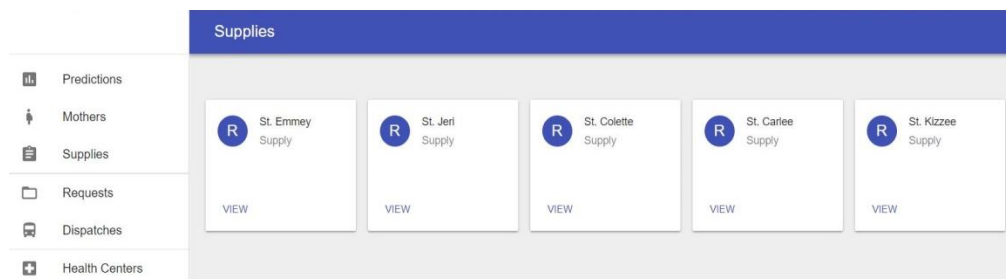 Supplies
Predictions
Mothers
Supplies
Requests
Dispatches
Health Centers
R
St. Emmey
Supply
VIEW
R
St. Jeri
Supply
VIEW
R
St. Colette
Supply
VIEW
R
St. Carlee
Supply
VIEW
R
St. Kizzee
Supply
VIEW